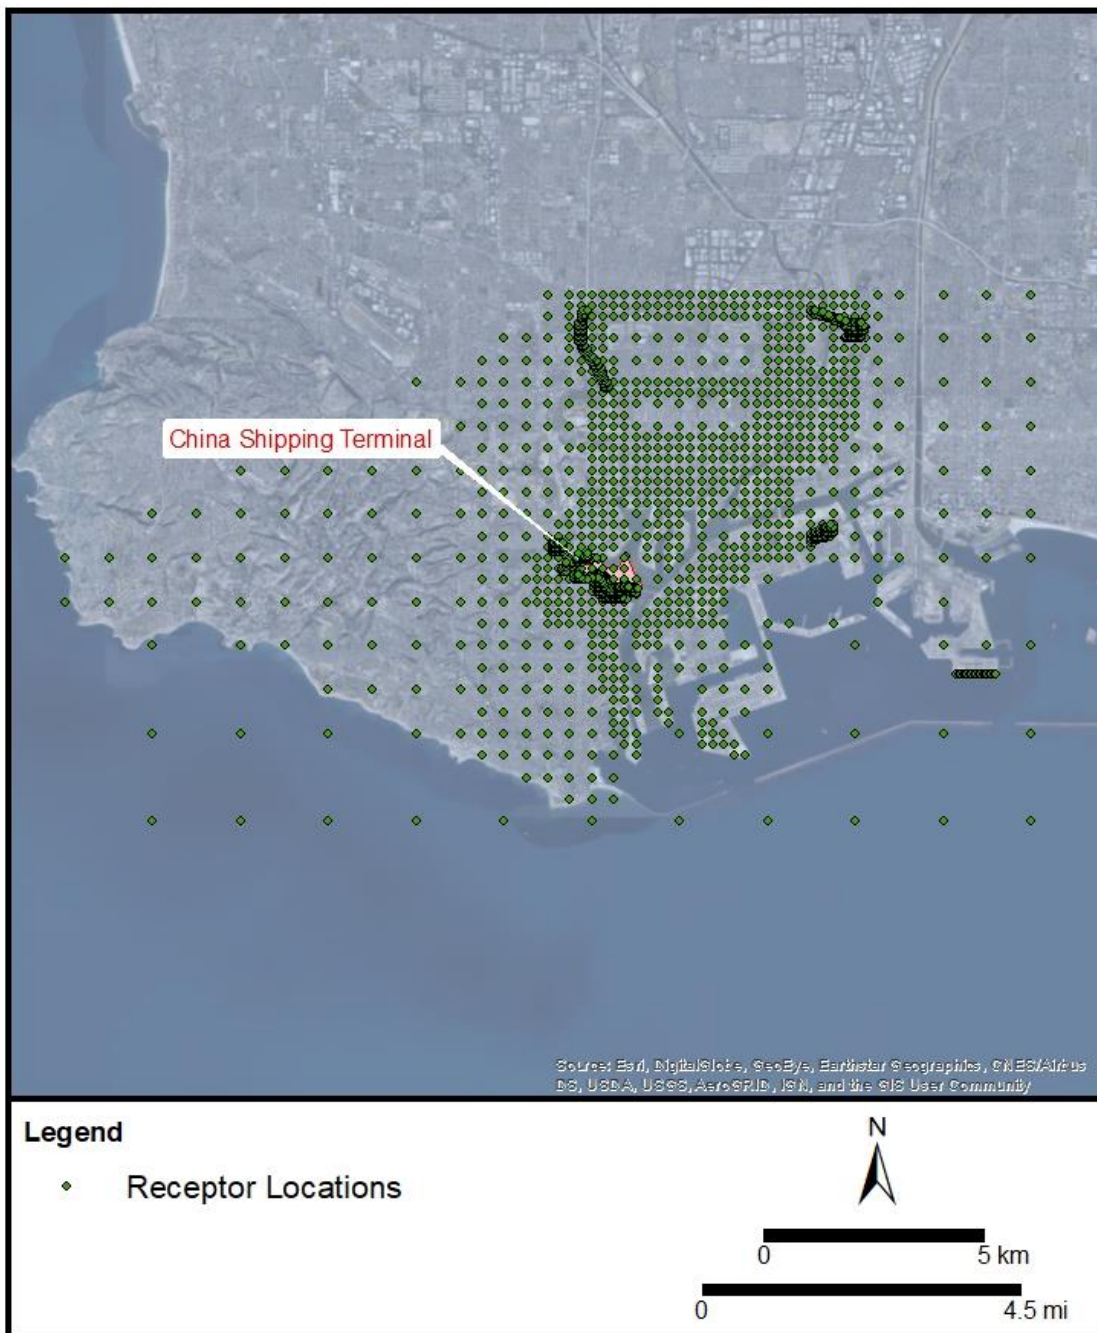 China Shipping Terminal
Source: Esri, DigitalGlobe, GeoEye, Earthstar Geographics, CNES/Airbus
DS, USDA, USGS, AeroGRID, IGN, and the GIS User Community
Legend
Receptor Locations
N
0 5 km
0 4.5 mi